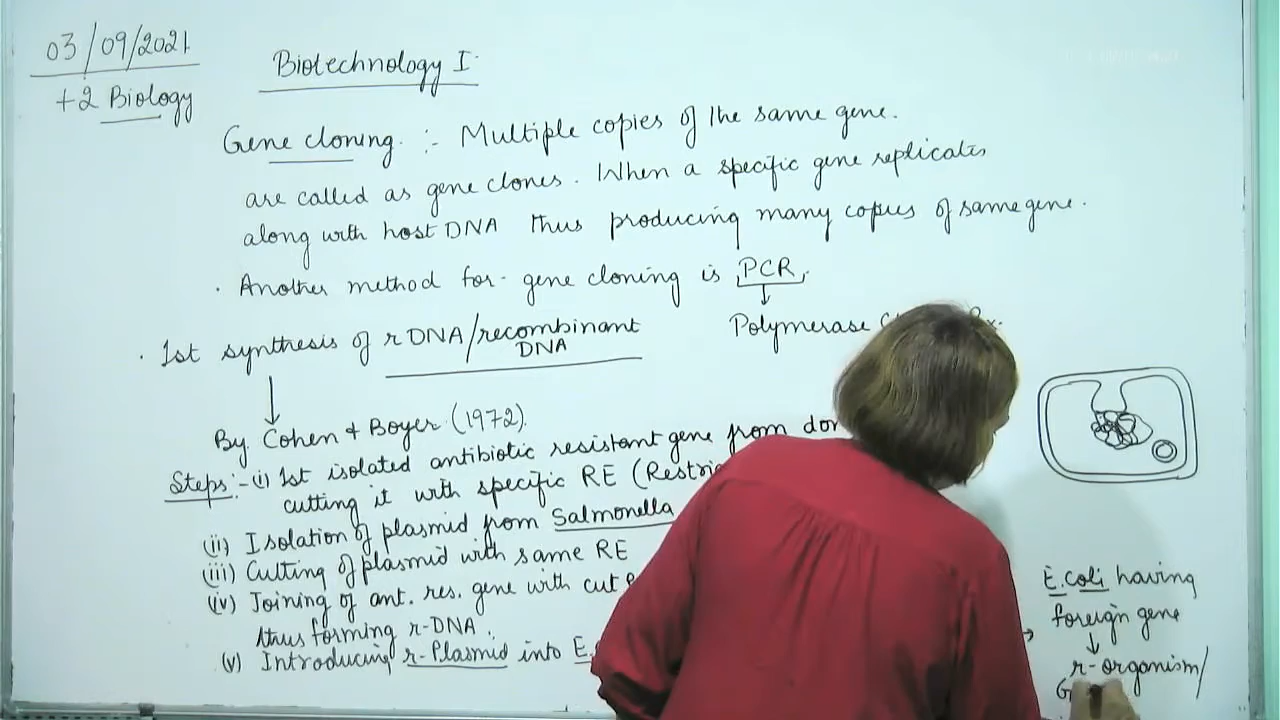 03/09/2021
+2 Biology
Biotechnology I
Gene cloning :- Multiple copies of the same gene.
are called as gene clones. When a specific gene replicates
along with host DNA thus producing many copies of same gene.
. Another method for gene cloning is PCR.
↓
Polymerase
. 1st synthesis of rDNA/recombinant
DNA
By Cohen & Boyer (1972).
Steps:- (i) 1st isolated antibiotic resistant gene from
cutting it with specific RE
(ii) Isolation of plasmid from Salmonella
(iii) Cutting of plasmid with same RE
(iv) Joining of ant. res. gene with cut
thus forming r-DNA.
(v) Introducing r-Plasmid into E.
E.coli having
foreign gene
↓
r-organism/